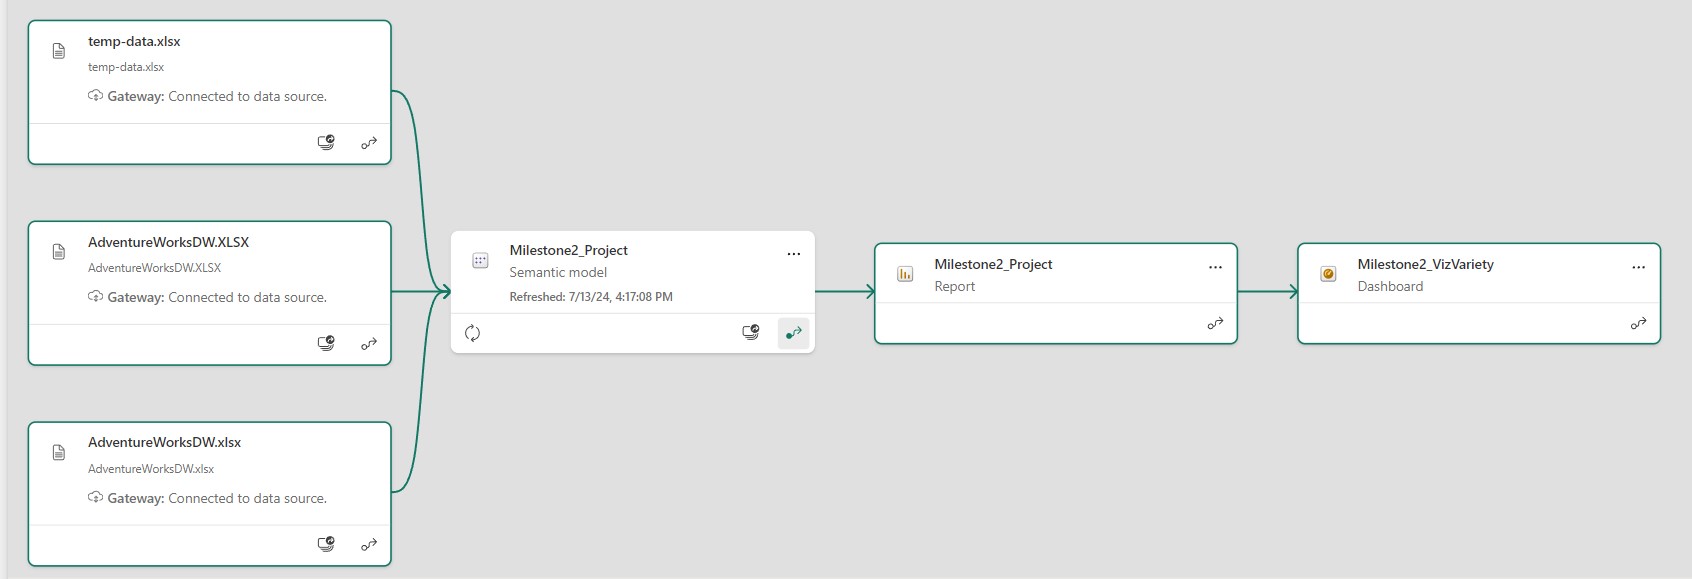 temp-data.xlsx
temp-data.xlsx
Gateway: Connected to data source.
AdventureWorksDW.XLSX
AdventureWorksDW.XLSX
Gateway: Connected to data source.
AdventureWorksDW.xlsx
AdventureWorksDW.xlsx
Gateway: Connected to data source.
Milestone2_Project
Semantic model
Refreshed: 7/13/24, 4:17:08 PM
Milestone2_Project
Report
Milestone2_VizVariety
Dashboard